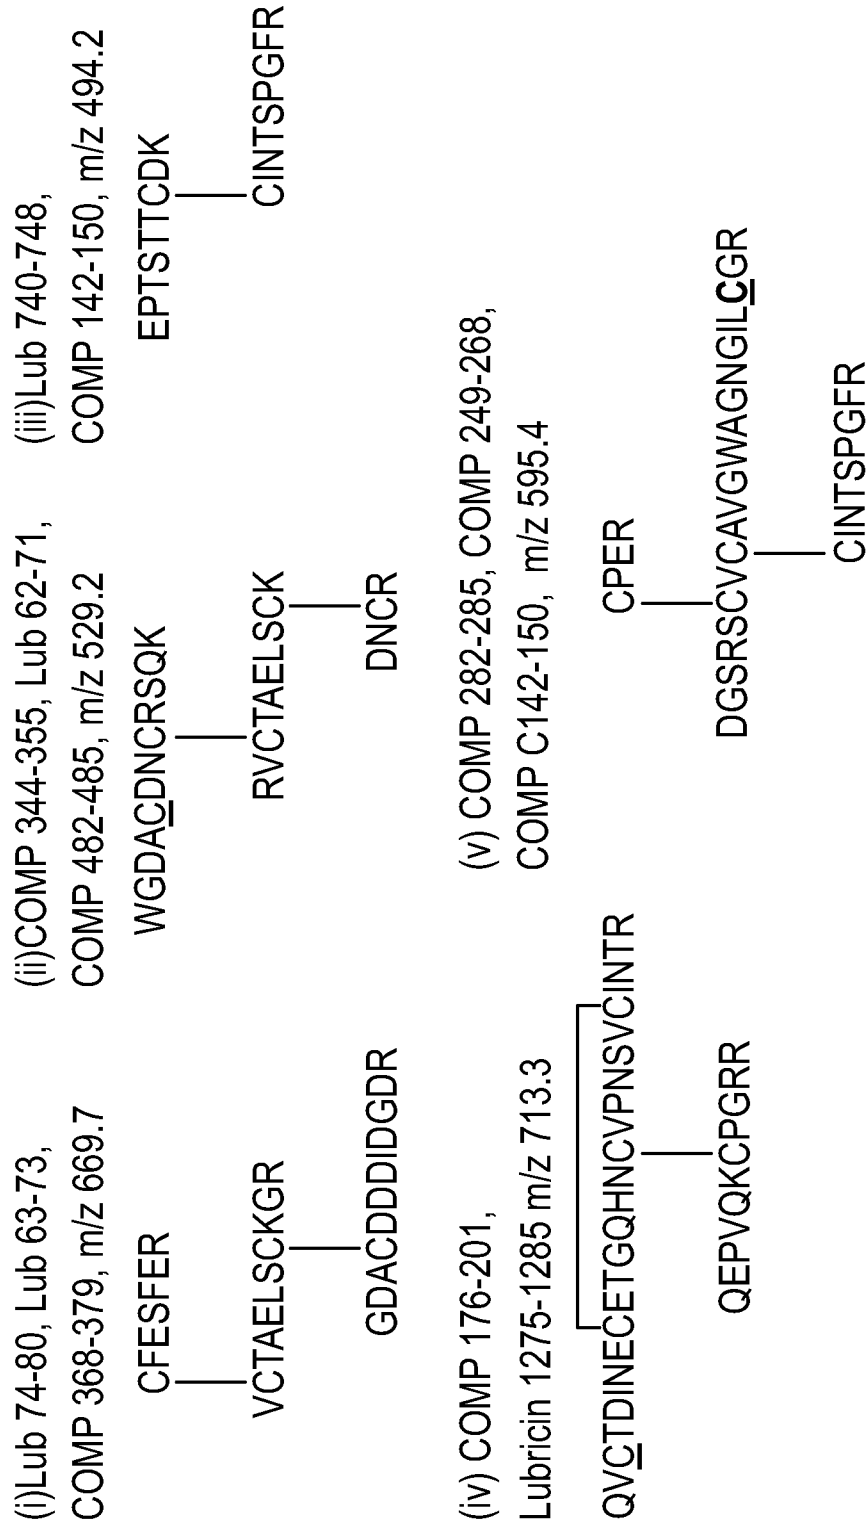 (i)Lub 74-80, Lub 63-73,
COMP 368-379, m/z 669.7
CFESFER
VCTAELSCKGR
GDACDDDIDGDR
(ii)COMP 344-355, Lub 62-71,
COMP 482-485, m/z 529.2
WGDACDNCRSQK
RVCTAELSCK
DNCR
(iii)Lub 740-748,
COMP 142-150, m/z 494.2
EPTSTTCDK
CINTSPGFR
(iv) COMP 176-201,
Lubricin 1275-1285 m/z 713.3
QVCTDINECETGQHNCVPNSVCINTR
QEPVQKCPGRR
(v) COMP 282-285, COMP 249-268,
COMP C142-150, m/z 595.4
CPER
DGSRSCVCAVGWAGNGILCGR
CINTSPGFR